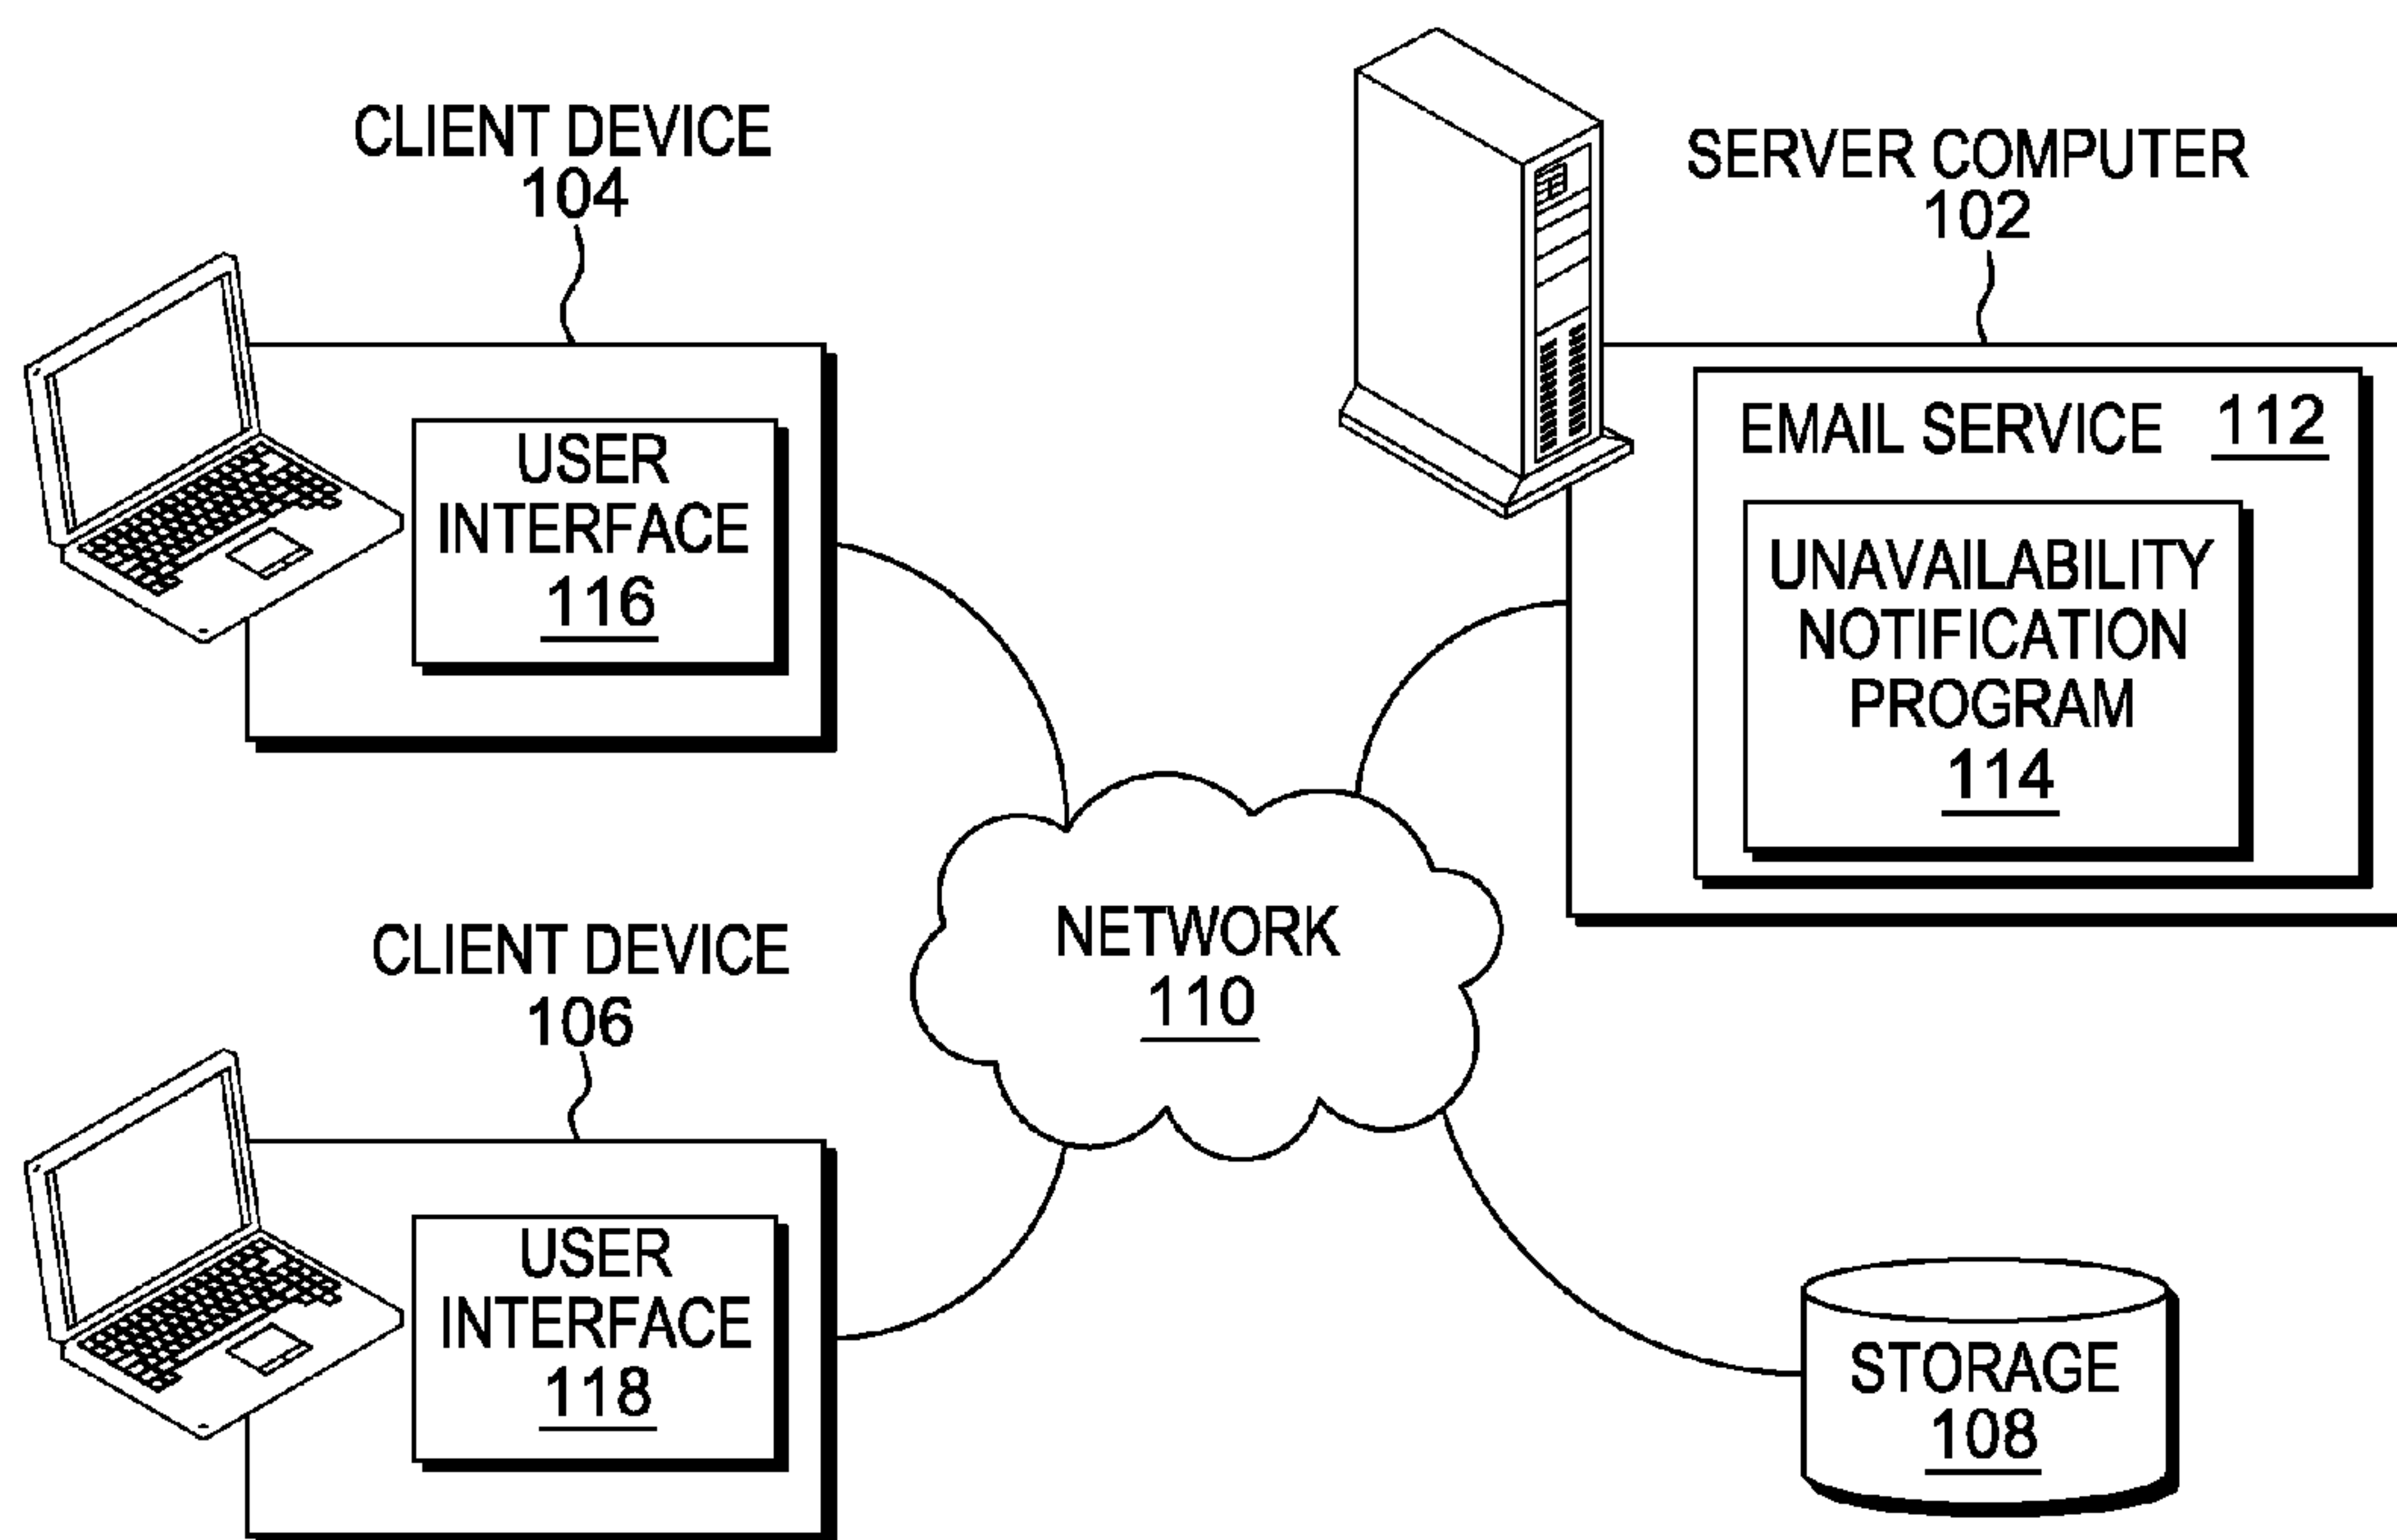 CLIENT DEVICE
104
SERVER COMPUTER
102
USER
INTERFACE
116
EMAIL SERVICE 112
UNAVAILABILITY
NOTIFICATION
PROGRAM
114
NETWORK
110
CLIENT DEVICE
106
USER
INTERFACE
118
STORAGE
108